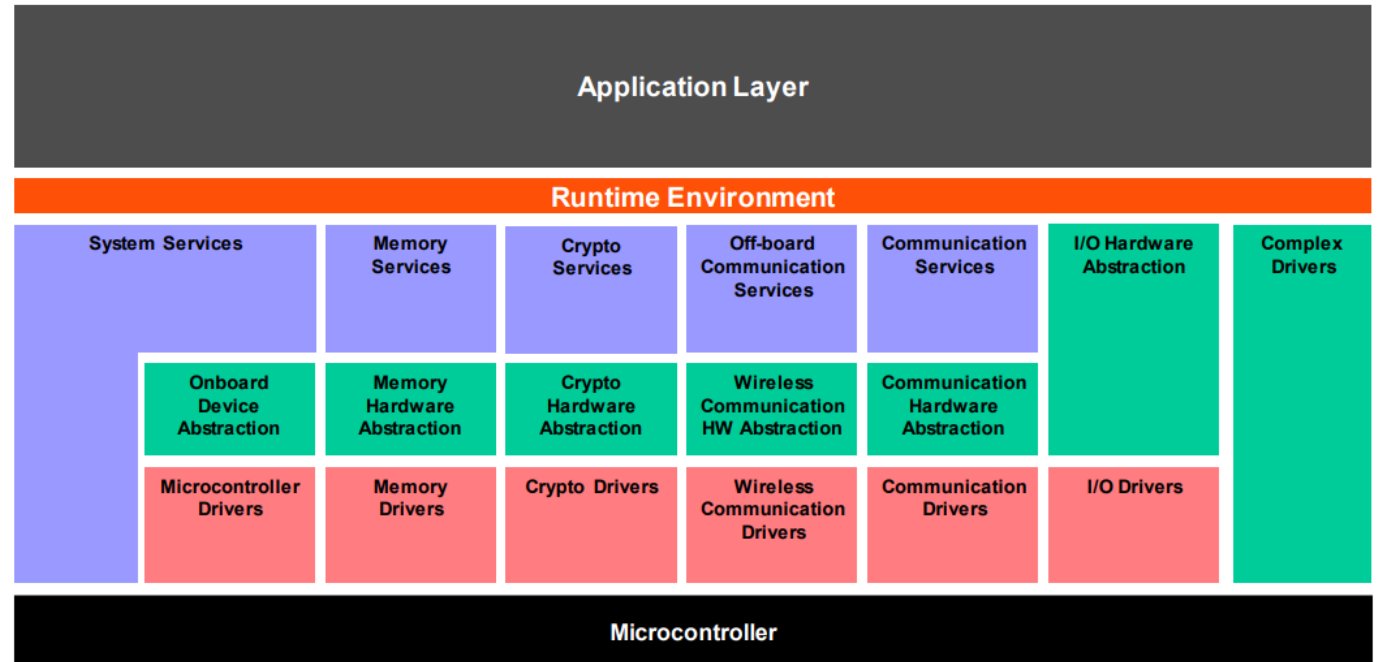 Application Layer
Runtime Environment
System Services
Memory
Services
Crypto
Services
Off-board
Communication
Services
Communication
Services
I/O Hardware
Abstraction
Complex
Drivers
Onboard
Device
Abstraction
Memory
Hardware
Abstraction
Crypto
Hardware
Abstraction
Wireless
Communication
HW Abstraction
Communication
Hardware
Abstraction
Microcontroller
Drivers
Memory
Drivers
Crypto Drivers
Wireless
Communication
Drivers
Communication
Drivers
I/O Drivers
Microcontroller